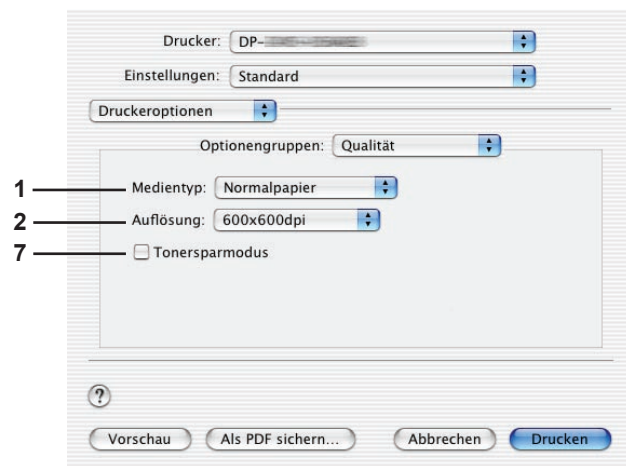 Drucker: DP-
Einstellungen: Standard
Druckeroptionen
Optionengruppen: Qualität
1 Medientyp: Normalpapier
2 Auflösung: 600x600dpi
7 Tonersparmodus
?
Vorschau Als PDF sichern... Abbrechen Drucken